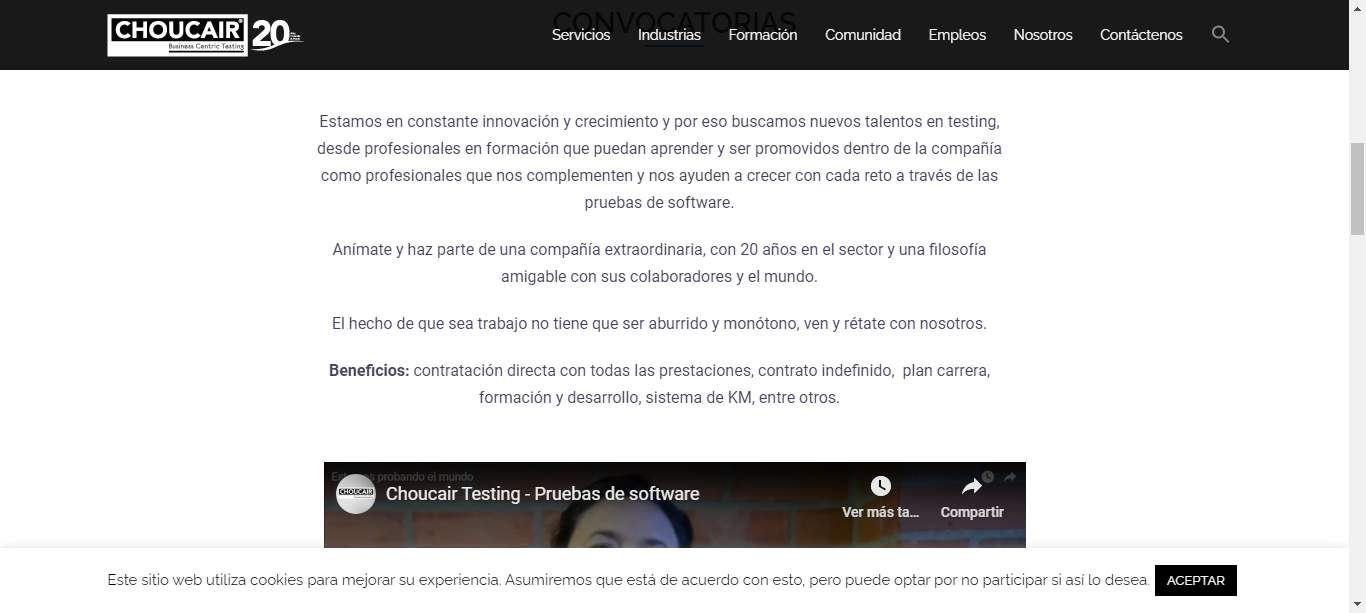 CONVOCATORIAS
CHOUCAIR®
Business Centric Testing
20
Servicios Industrias Formación Comunidad Empleos Nosotros Contáctenos
Estamos en constante innovación y crecimiento y por eso buscamos nuevos talentos en testing,
desde profesionales en formación que puedan aprender y ser promovidos dentro de la compañía
como profesionales que nos complementen y nos ayuden a crecer con cada reto a través de las
pruebas de software.
Anímate y haz parte de una compañía extraordinaria, con 20 años en el sector y una filosofía
amigable con sus colaboradores y el mundo.
El hecho de que sea trabajo no tiene que ser aburrido y monótono, ven y rétate con nosotros.
Beneficios: contratación directa con todas las prestaciones, contrato indefinido,  plan carrera,
formación y desarrollo, sistema de KM, entre otros.
probando el mundo
CHOUCAIR
Choucair Testing - Pruebas de software
Ver más ta... Compartir
Este sitio web utiliza cookies para mejorar su experiencia. Asumiremos que está de acuerdo con esto, pero puede optar por no participar si así lo desea. ACEPTAR